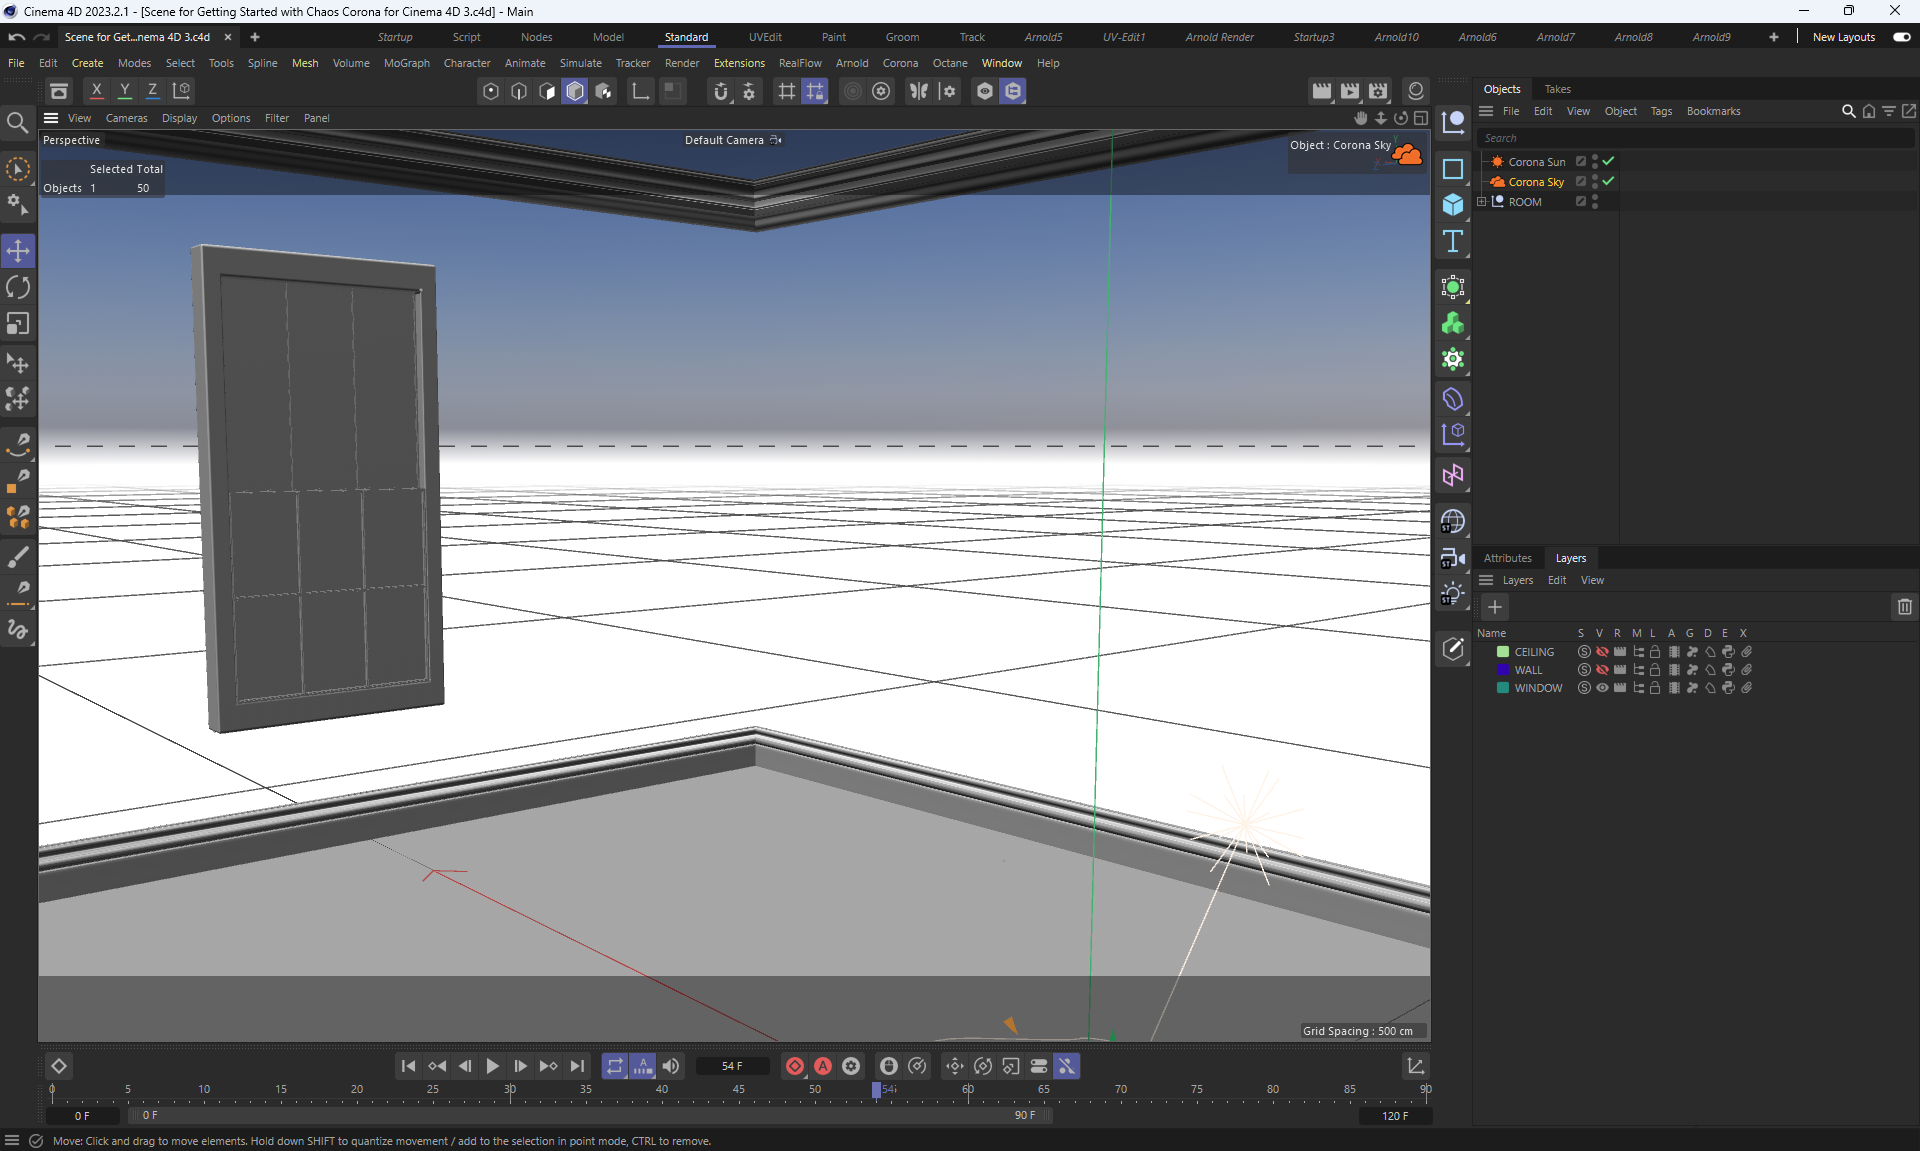 Cinema 4D 2023.2.1 - [Scene for Getting Started with Chaos Corona for Cinema 4D 3.c4d] - Main
Scene for Get...nema 4D 3.c4d
Startup Script Nodes Model Standard UVEdit Paint Groom Track Arnold5 UV-Edit1 Arnold Render Startup3 Arnold10 Arnold6 Arnold7 Arnold8 Arnold9 New Layouts
File Edit Create Modes Select Tools Spline Mesh Volume MoGraph Character Animate Simulate Tracker Render Extensions RealFlow Arnold Corona Octane Window Help
X Y Z
Objects Takes
View Cameras Display Options Filter Panel
File Edit View Object Tags Bookmarks
Perspective
Default Camera
Object : Corona Sky
Search
Selected Total
Objects 1 50
Corona Sun
Corona Sky
ROOM
Attributes Layers
Layers Edit View
Name S V R M L A G D E X
CEILING
WALL
WINDOW
Grid Spacing : 500 cm
54 F
0 5 10 15 20 25 30 35 40 45 50 54 60 65 70 75 80 85 90
0 F 0 F 90 F 120 F
Move: Click and drag to move elements. Hold down SHIFT to quantize movement / add to the selection in point mode, CTRL to remove.